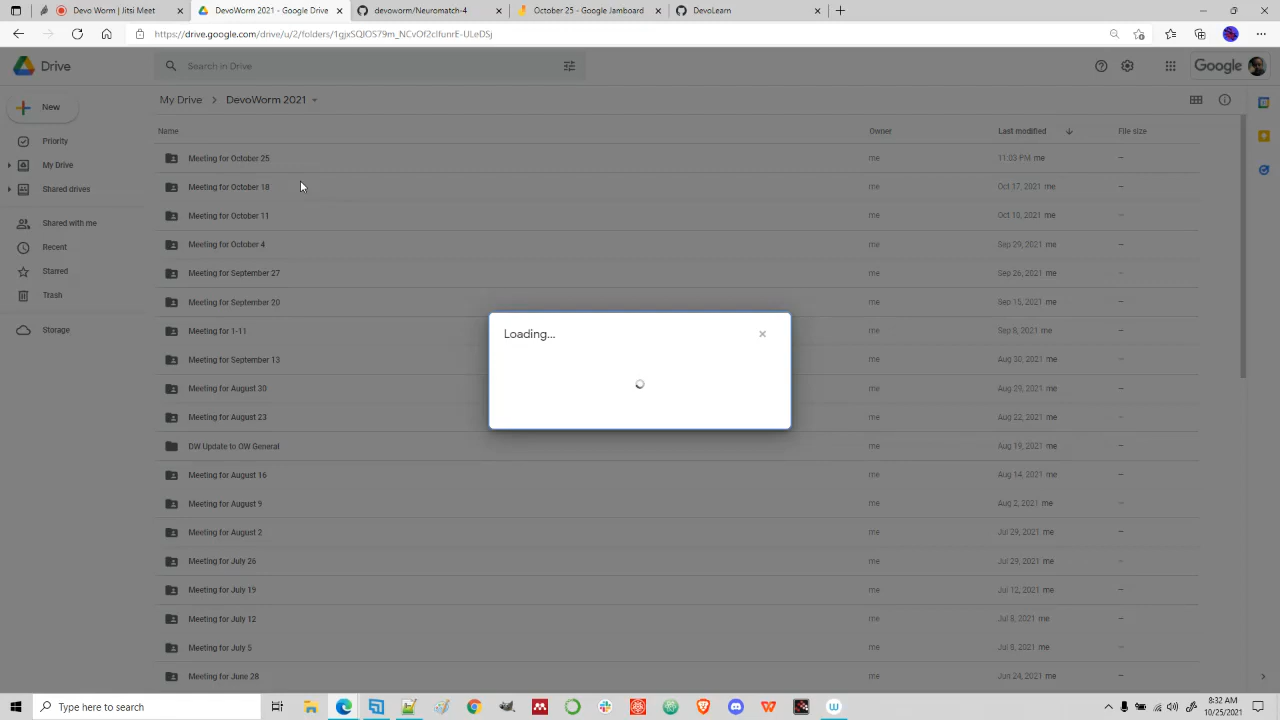 Dev Worm | Jitsi Meet
DevoWorm 2021 - Google Drive
devoworm/Neuromatch-4
October 25 - Google Jamboard
DevoLearn
https://drive.google.com/drive/u/2/folders/
Drive
Search in Drive
Google
New
My Drive
DevoWorm 2021
Name
Owner
Last modified
File size
Priority
My Drive
Shared drives
Shared with me
Recent
Starred
Trash
Storage
Meeting for October 25 me 11:03 PM me --
Meeting for October 18 me Oct 17, 2021 me --
Meeting for October 11 me Oct 10, 2021 me --
Meeting for October 4 me Sep 29, 2021 me --
Meeting for September 27 me Sep 26, 2021 me --
Meeting for September 20 me Sep 15, 2021 me --
Meeting for 1-11 me Sep 8, 2021 me --
Meeting for September 13 me Aug 30, 2021 me --
Meeting for August 30 me Aug 29, 2021 me --
Meeting for August 23 me Aug 22, 2021 me --
DW Update to OW General me Aug 19, 2021 me --
Meeting for August 16 me Aug 14, 2021 me --
Meeting for August 9 me Aug 2, 2021 me --
Meeting for August 2 me Jul 29, 2021 me --
Meeting for July 26 me Jul 29, 2021 me --
Meeting for July 19 me Jul 12, 2021 me --
Meeting for July 12 me Jul 8, 2021 me --
Meeting for July 5 me Jul 8, 2021 me --
Meeting for June 28 me Jun 24, 2021 me --
Loading...
Type here to search
8:32 AM
10/25/2021